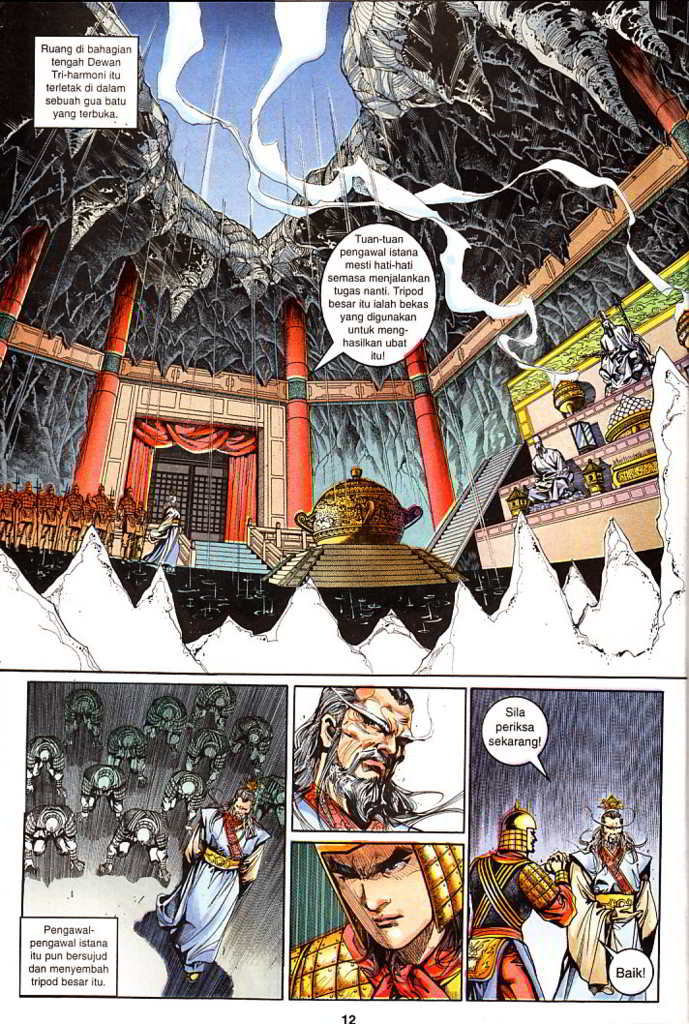 Ruang di bahagian
tengah Dewan
Tri-harmoni itu
terletak di dalam
sebuah gua batu
yang terbuka.
Tuan-tuan
pengawal istana
mesti hati-hati
semasa menjalankan
tugas nanti. Tripod
besar itu ialah bekas
yang digunakan
untuk meng-
hasilkan ubat
itu!
Pengawal-
pengawal istana
itu pun bersujud
dan menyembah
tripod besar itu.
Sila
periksa
sekarang!
Baik!
12